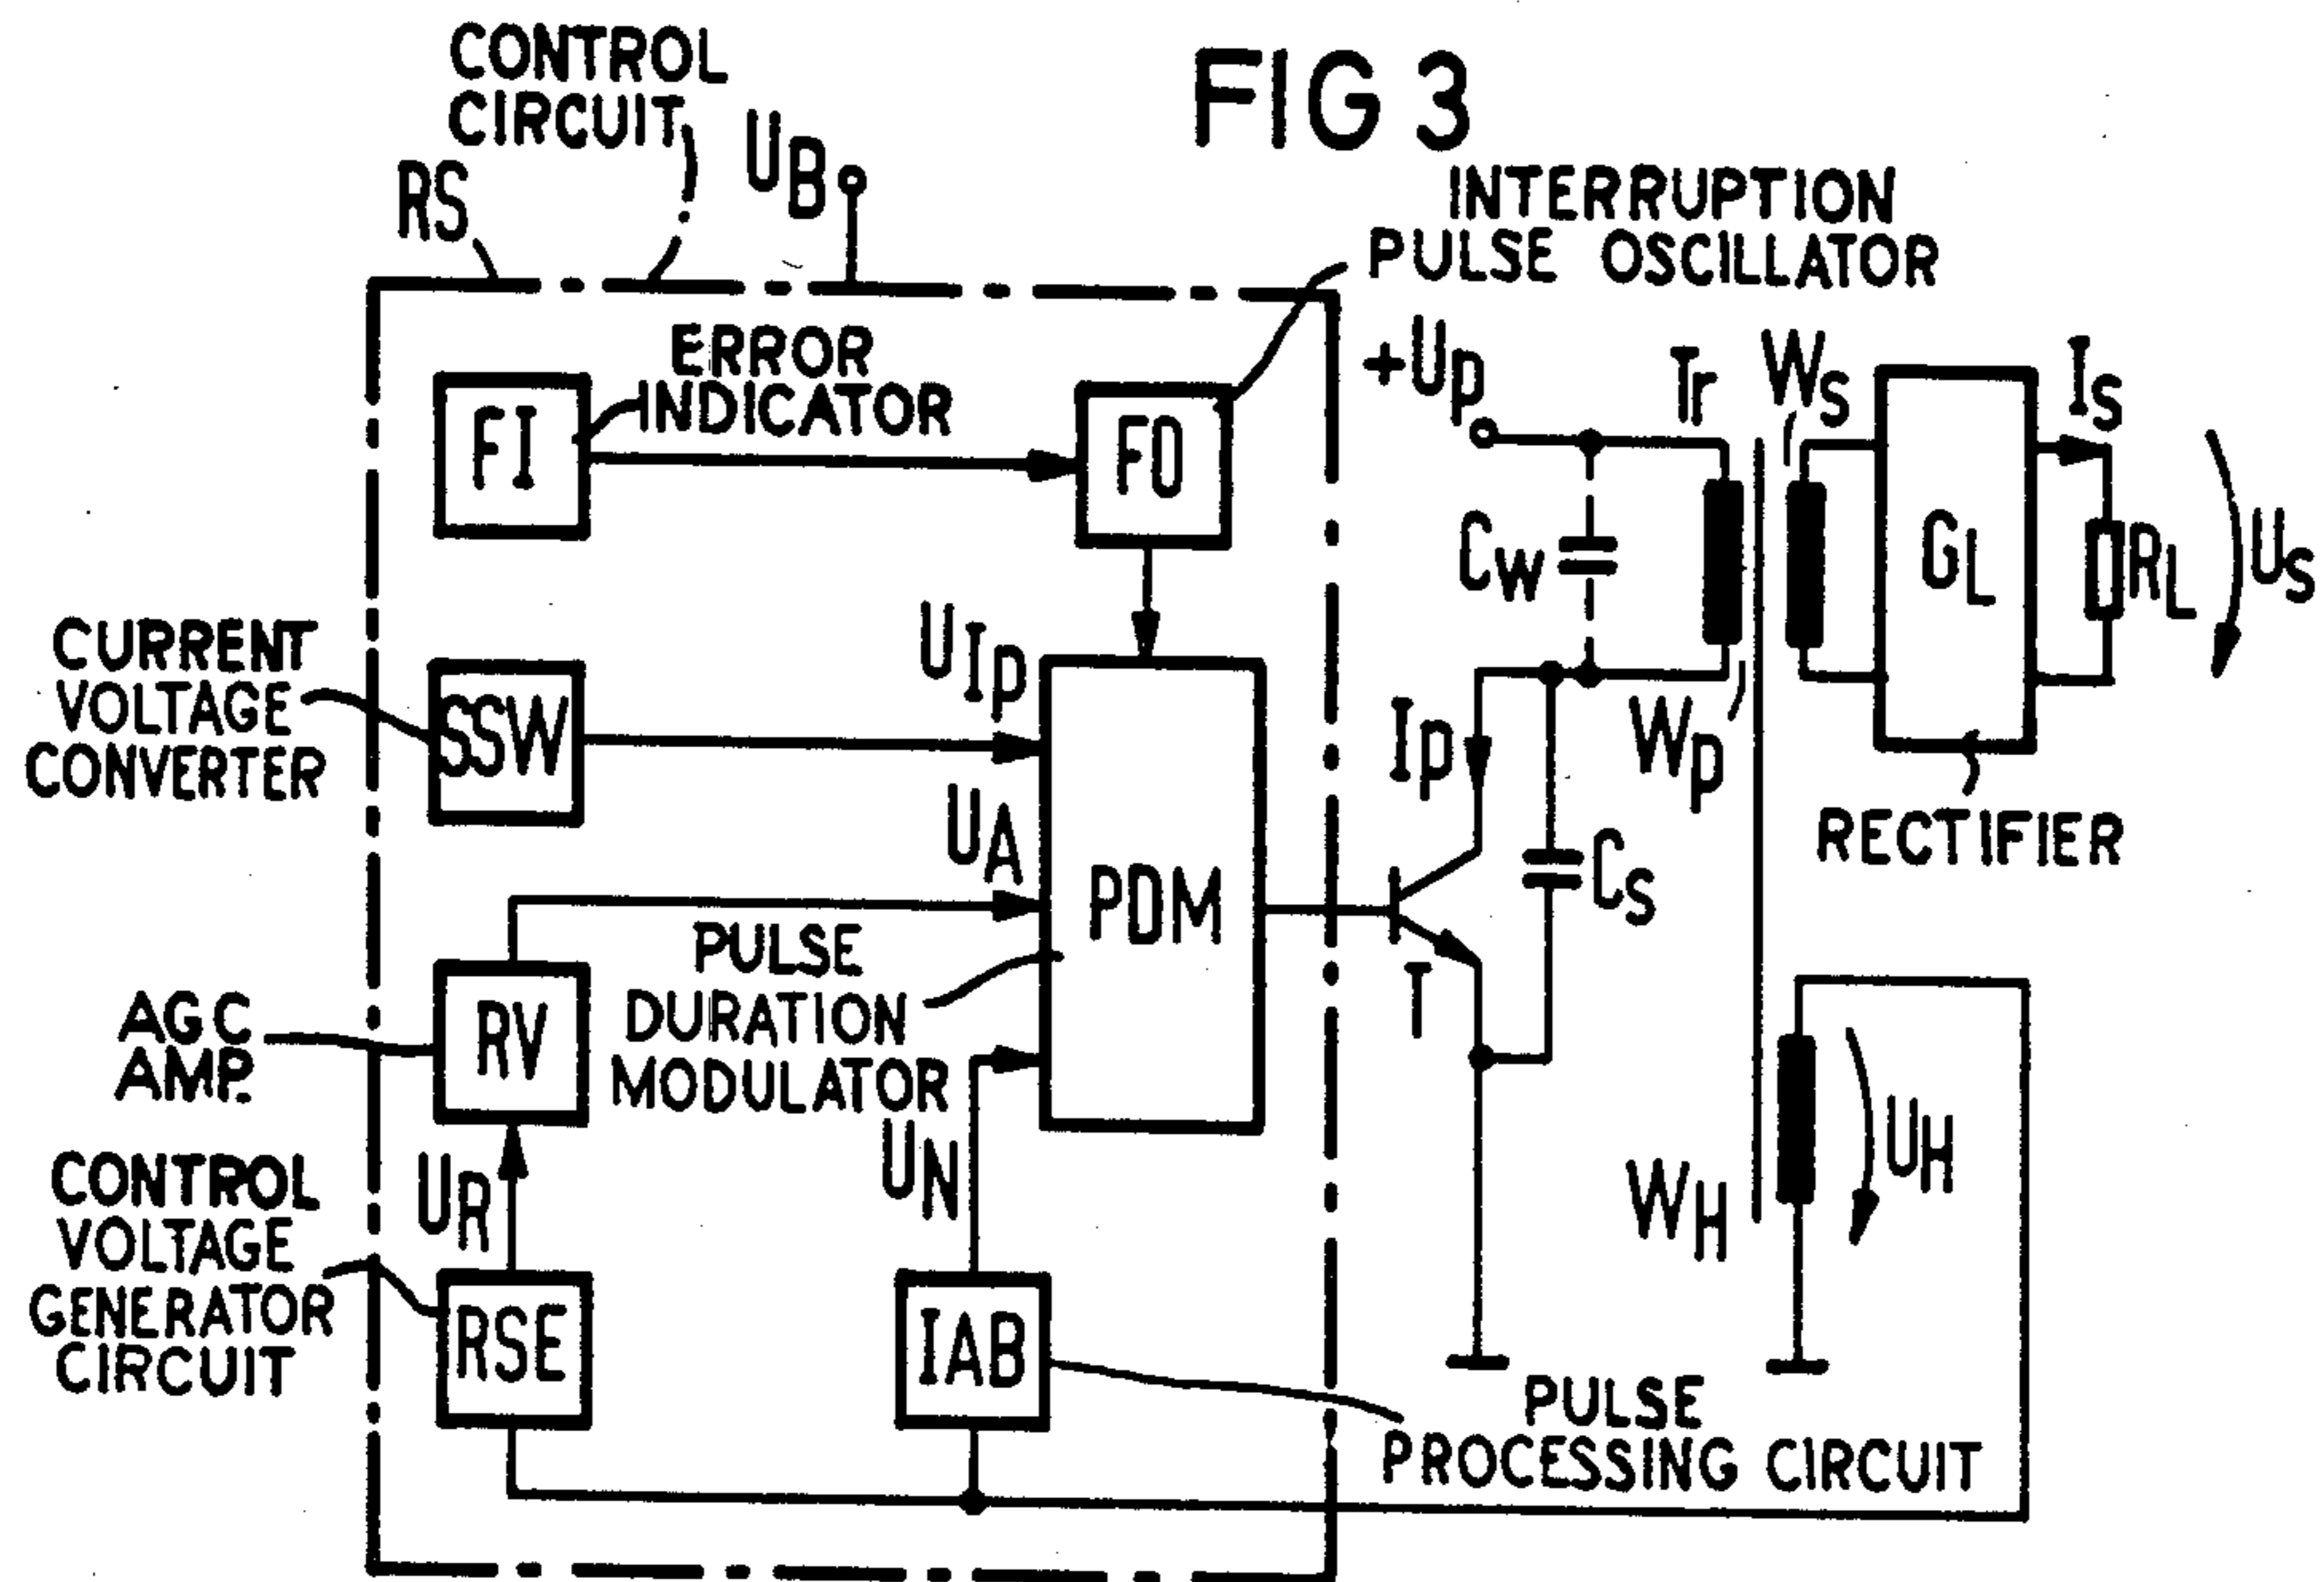 FIG 3
CONTROL
CIRCUIT
RS
UB
INTERRUPTION
PULSE OSCILLATOR
ERROR
INDICATOR
FI
FO
+UP
Tr
WS
IS
CW
GL
RL
US
CURRENT
VOLTAGE
CONVERTER
SSW
UIP
IP
WP
RECTIFIER
UA
PDM
CS
PULSE
DURATION
MODULATOR
T
AGC
AMP.
RV
CONTROL
VOLTAGE
GENERATOR
CIRCUIT
UR
UN
WH
UH
RSE
IAB
PULSE
PROCESSING CIRCUIT